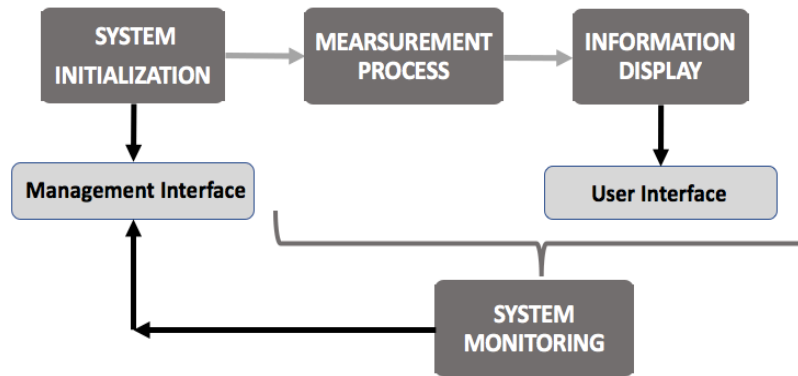 SYSTEM
INITIALIZATION
MEARSUREMENT
PROCESS
INFORMATION
DISPLAY
Management Interface
User Interface
SYSTEM
MONITORING